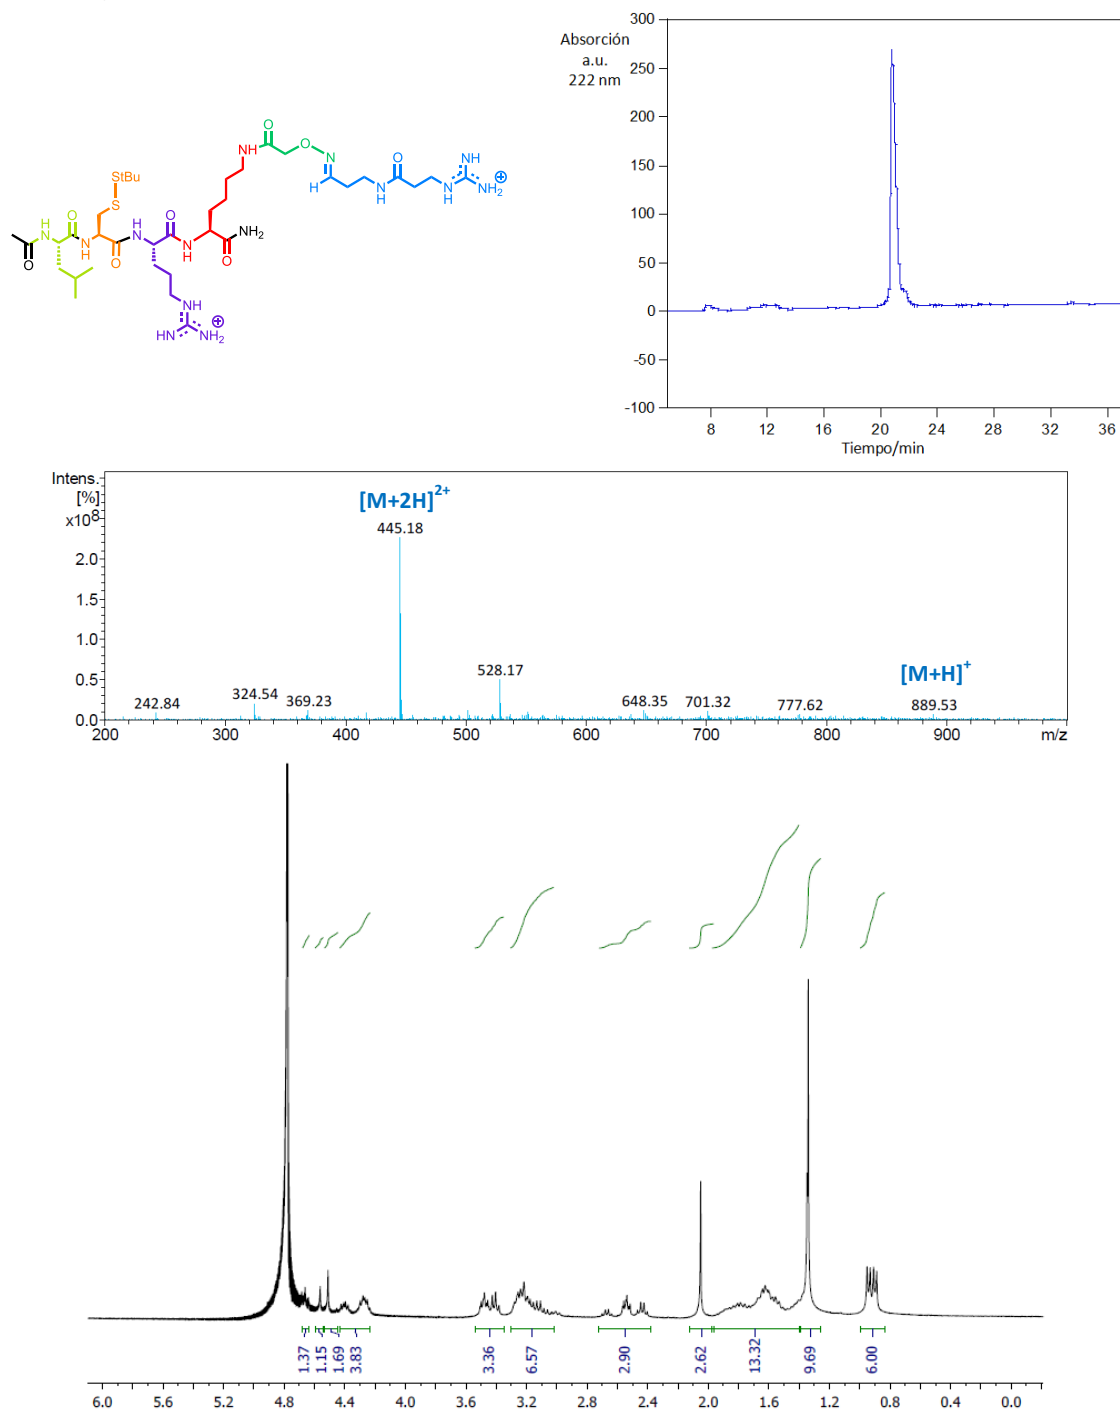 Absorción
a.u.
222 nm
300
250
200
150
100
50
0
-50
-100
8 12 16 20 24 28 32 36
Tiempo/min
O
NH
O
N
H
N
H
O
N
H
NH
NH2
⊕
StBu
S
O
H
N
O
N
H
O
H
N
O
N
H
O
NH2
O
NH
HN
NH2
⊕
Intens.
[%]
x10^8
2.0
1.5
1.0
0.5
0.0
[M+2H]2+
445.18
528.17
[M+H]+
242.84 324.54 369.23 648.35 701.32 777.62 889.53
200 300 400 500 600 700 800 900 m/z
1.37 1.15 1.69 3.83 3.36 6.57 2.90 2.62 13.32 9.69 6.00
6.0 5.6 5.2 4.8 4.4 4.0 3.6 3.2 2.8 2.4 2.0 1.6 1.2 0.8 0.4 0.0